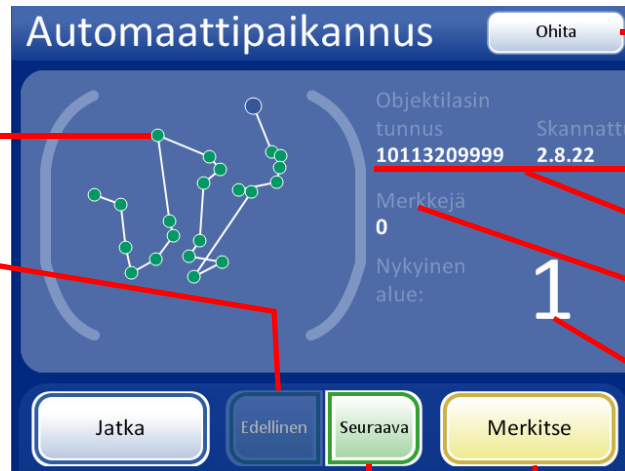 Automaattipaikannus
Ohita
Objektilasin
tunnus
10113209999
2.8.22
Merkkejä
0
Nykyinen
alue:
1
Jatka
Edellinen
Seuraava
Merkitse